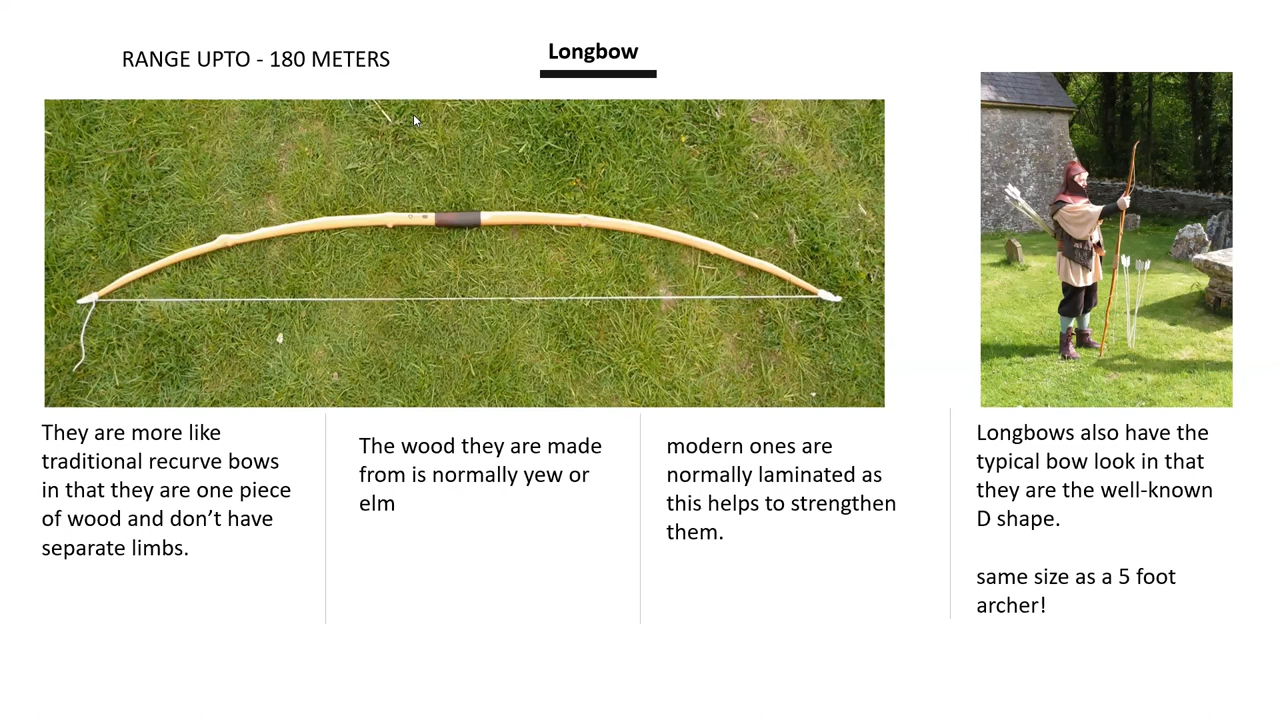 RANGE UPTO - 180 METERS
Longbow
They are more like
traditional recurve bows
in that they are one piece
of wood and don’t have
separate limbs.
The wood they are made
from is normally yew or
elm
modern ones are
normally laminated as
this helps to strengthen
them.
Longbows also have the
typical bow look in that
they are the well-known
D shape.
same size as a 5 foot
archer!